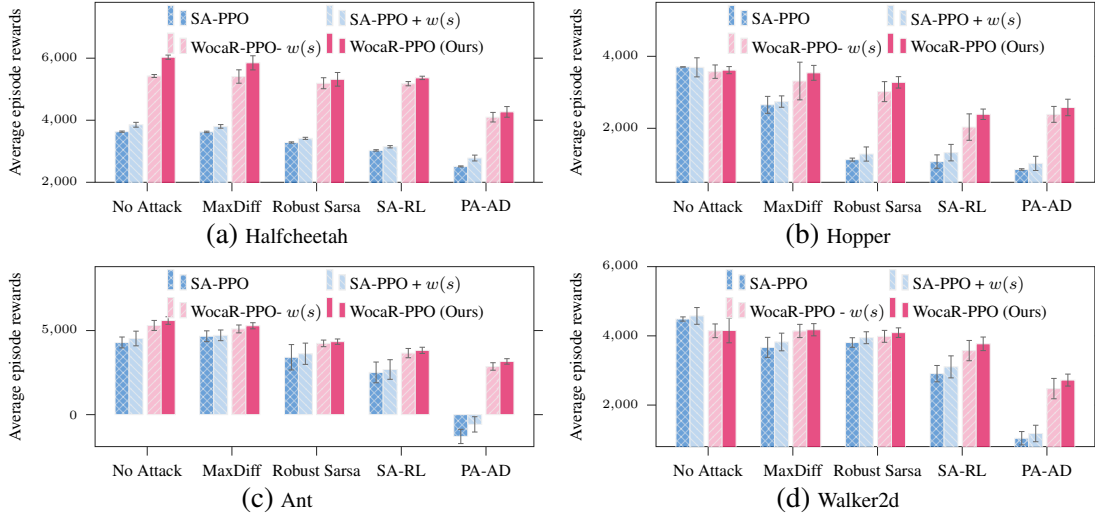 Average episode rewards
6,000
4,000
2,000
SA-PPO
SA-PPO + w(s)
WocaR-PPO- w(s)
WocaR-PPO (Ours)
No Attack MaxDiff Robust Sarsa SA-RL PA-AD
(a) Halfcheetah
Average episode rewards
4,000
2,000
SA-PPO
SA-PPO + w(s)
WocaR-PPO- w(s)
WocaR-PPO (Ours)
No Attack MaxDiff Robust Sarsa SA-RL PA-AD
(b) Hopper
Average episode rewards
5,000
0
SA-PPO
SA-PPO + w(s)
WocaR-PPO- w(s)
WocaR-PPO (Ours)
No Attack MaxDiff Robust Sarsa SA-RL PA-AD
(c) Ant
Average episode rewards
6,000
4,000
2,000
SA-PPO
SA-PPO + w(s)
WocaR-PPO - w(s)
WocaR-PPO (Ours)
No Attack MaxDiff Robust Sarsa SA-RL PA-AD
(d) Walker2d